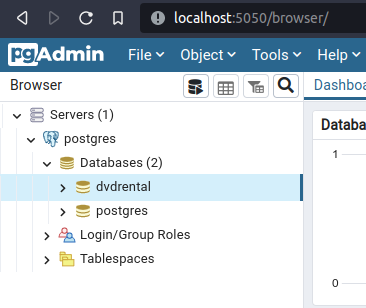 localhost:5050/browser/
pgAdmin File Object Tools Help
Browser Dashboa
Servers (1)
postgres
Databases (2)
dvdrental
postgres
Login/Group Roles
Tablespaces
Databa
1
0